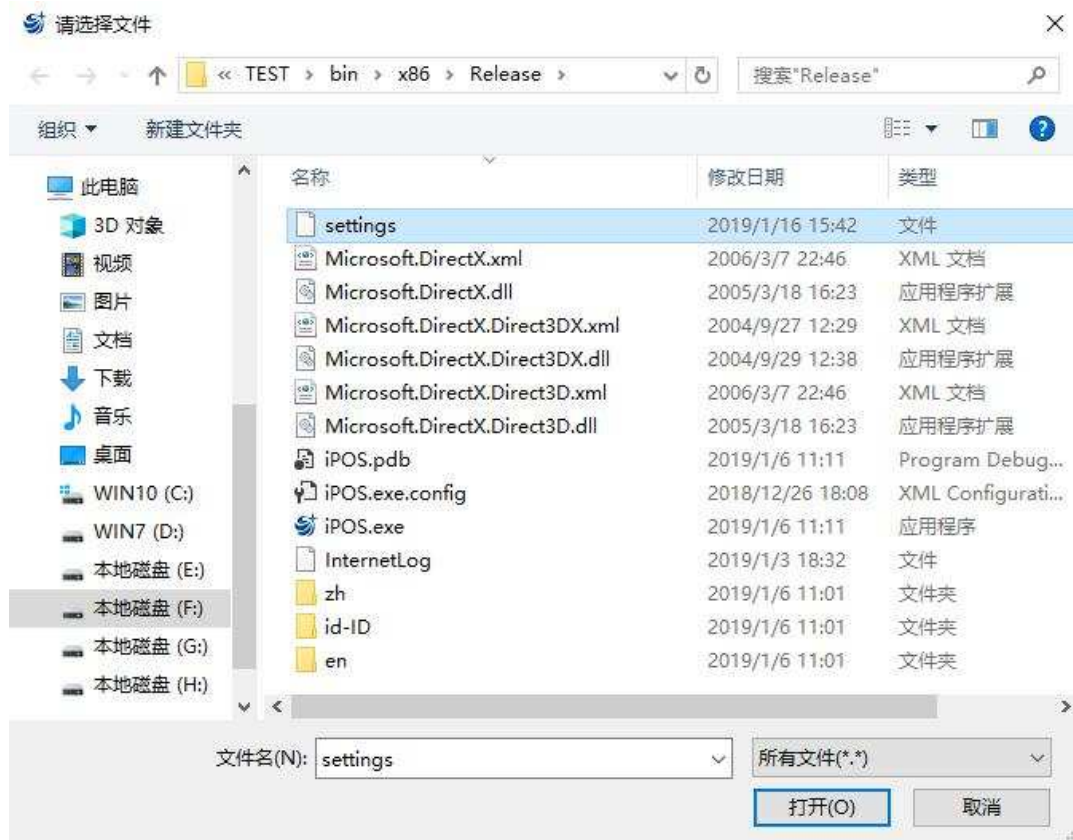 请选择文件
« TEST › bin › x86 › Release ›
搜索"Release"
组织 新建文件夹
此电脑
3D 对象
视频
图片
文档
下载
音乐
桌面
WIN10 (C:)
WIN7 (D:)
本地磁盘 (E:)
本地磁盘 (F:)
本地磁盘 (G:)
本地磁盘 (H:)
名称 修改日期 类型
settings 2019/1/16 15:42 文件
Microsoft.DirectX.xml 2006/3/7 22:46 XML 文档
Microsoft.DirectX.dll 2005/3/18 16:23 应用程序扩展
Microsoft.DirectX.Direct3DX.xml 2004/9/27 12:29 XML 文档
Microsoft.DirectX.Direct3DX.dll 2004/9/29 12:38 应用程序扩展
Microsoft.DirectX.Direct3D.xml 2006/3/7 22:46 XML 文档
Microsoft.DirectX.Direct3D.dll 2005/3/18 16:23 应用程序扩展
iPOS.pdb 2019/1/6 11:11 Program Debug...
iPOS.exe.config 2018/12/26 18:08 XML Configurati...
iPOS.exe 2019/1/6 11:11 应用程序
InternetLog 2019/1/3 18:32 文件
zh 2019/1/6 11:01 文件夹
id-ID 2019/1/6 11:01 文件夹
en 2019/1/6 11:01 文件夹
文件名(N): settings 所有文件(*.*)
打开(O) 取消